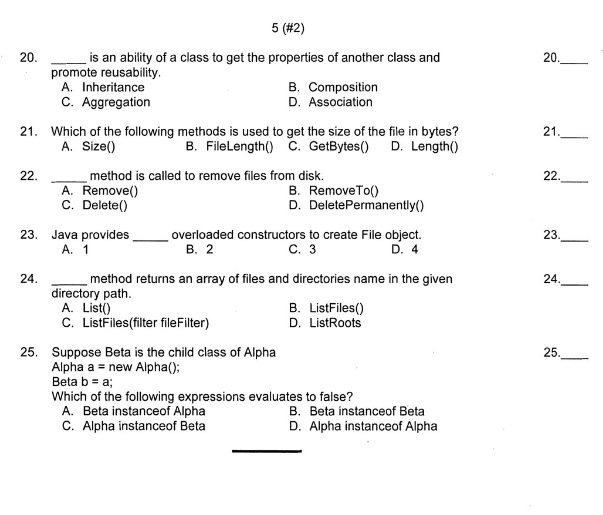 5 (#2)
20. _____ is an ability of a class to get the properties of another class and 20.____
promote reusability.
A. Inheritance B. Composition
C. Aggregation D. Association
21. Which of the following methods is used to get the size of the file in bytes? 21.____
A. Size() B. FileLength() C. GetBytes() D. Length()
22. _____ method is called to remove files from disk. 22.____
A. Remove() B. RemoveTo()
C. Delete() D. DeletePermanently()
23. Java provides _____ overloaded constructors to create File object. 23.____
A. 1 B. 2 C. 3 D. 4
24. _____ method returns an array of files and directories name in the given 24.____
directory path.
A. List() B. ListFiles()
C. ListFiles(filter fileFilter) D. ListRoots
25. Suppose Beta is the child class of Alpha 25.____
Alpha a = new Alpha();
Beta b = a;
Which of the following expressions evaluates to false?
A. Beta instanceof Alpha B. Beta instanceof Beta
C. Alpha instanceof Beta D. Alpha instanceof Alpha